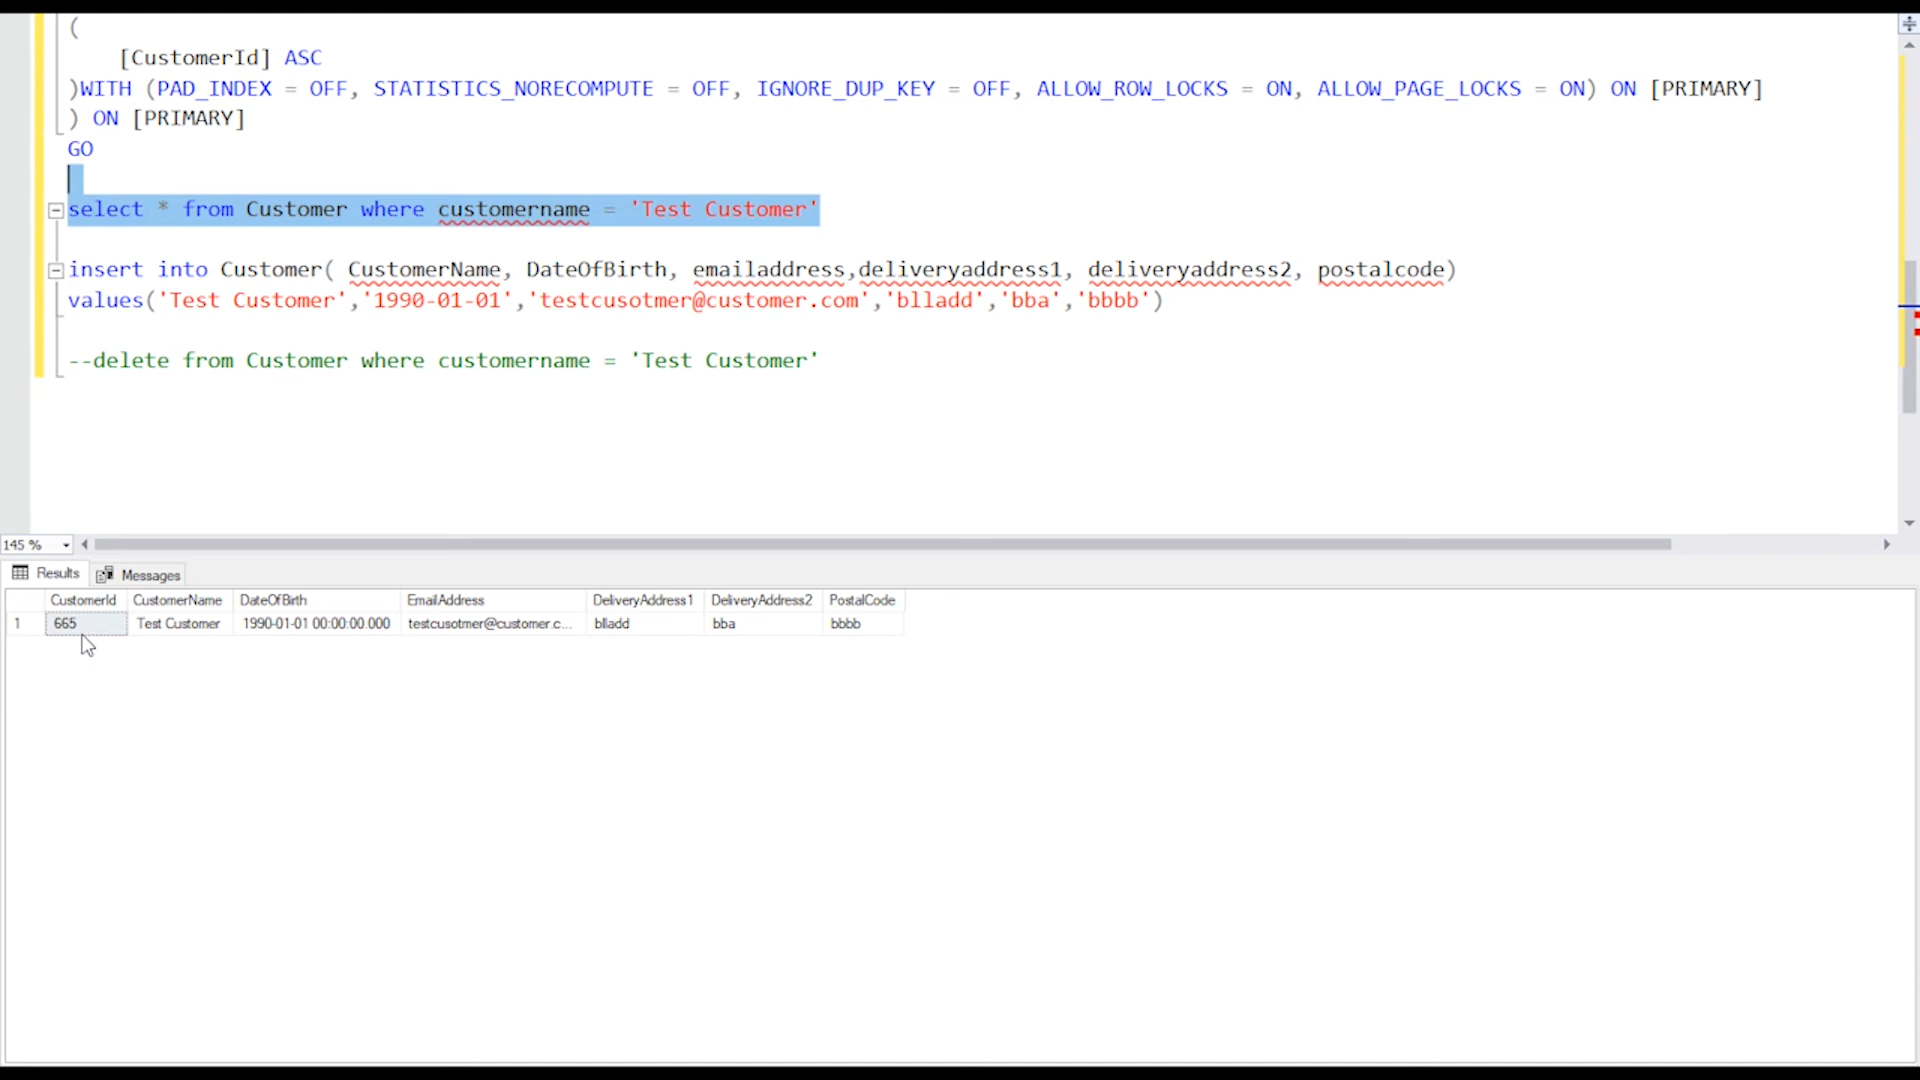 (
[CustomerId] ASC
)WITH (PAD_INDEX = OFF, STATISTICS_NORECOMPUTE = OFF, IGNORE_DUP_KEY = OFF, ALLOW_ROW_LOCKS = ON, ALLOW_PAGE_LOCKS = ON) ON [PRIMARY]
) ON [PRIMARY]
GO
select * from Customer where customername = 'Test Customer'
insert into Customer( CustomerName, DateOfBirth, emailaddress,deliveryaddress1, deliveryaddress2, postalcode)
values('Test Customer','1990-01-01','testcusotmer@customer.com','blladd','bba','bbbb')
--delete from Customer where customername = 'Test Customer'
145 %
Results Messages
CustomerId CustomerName DateOfBirth EmailAddress DeliveryAddress1 DeliveryAddress2 PostalCode
1 665 Test Customer 1990-01-01 00:00:00.000 testcusotmer@customer.c... blladd bba bbbb